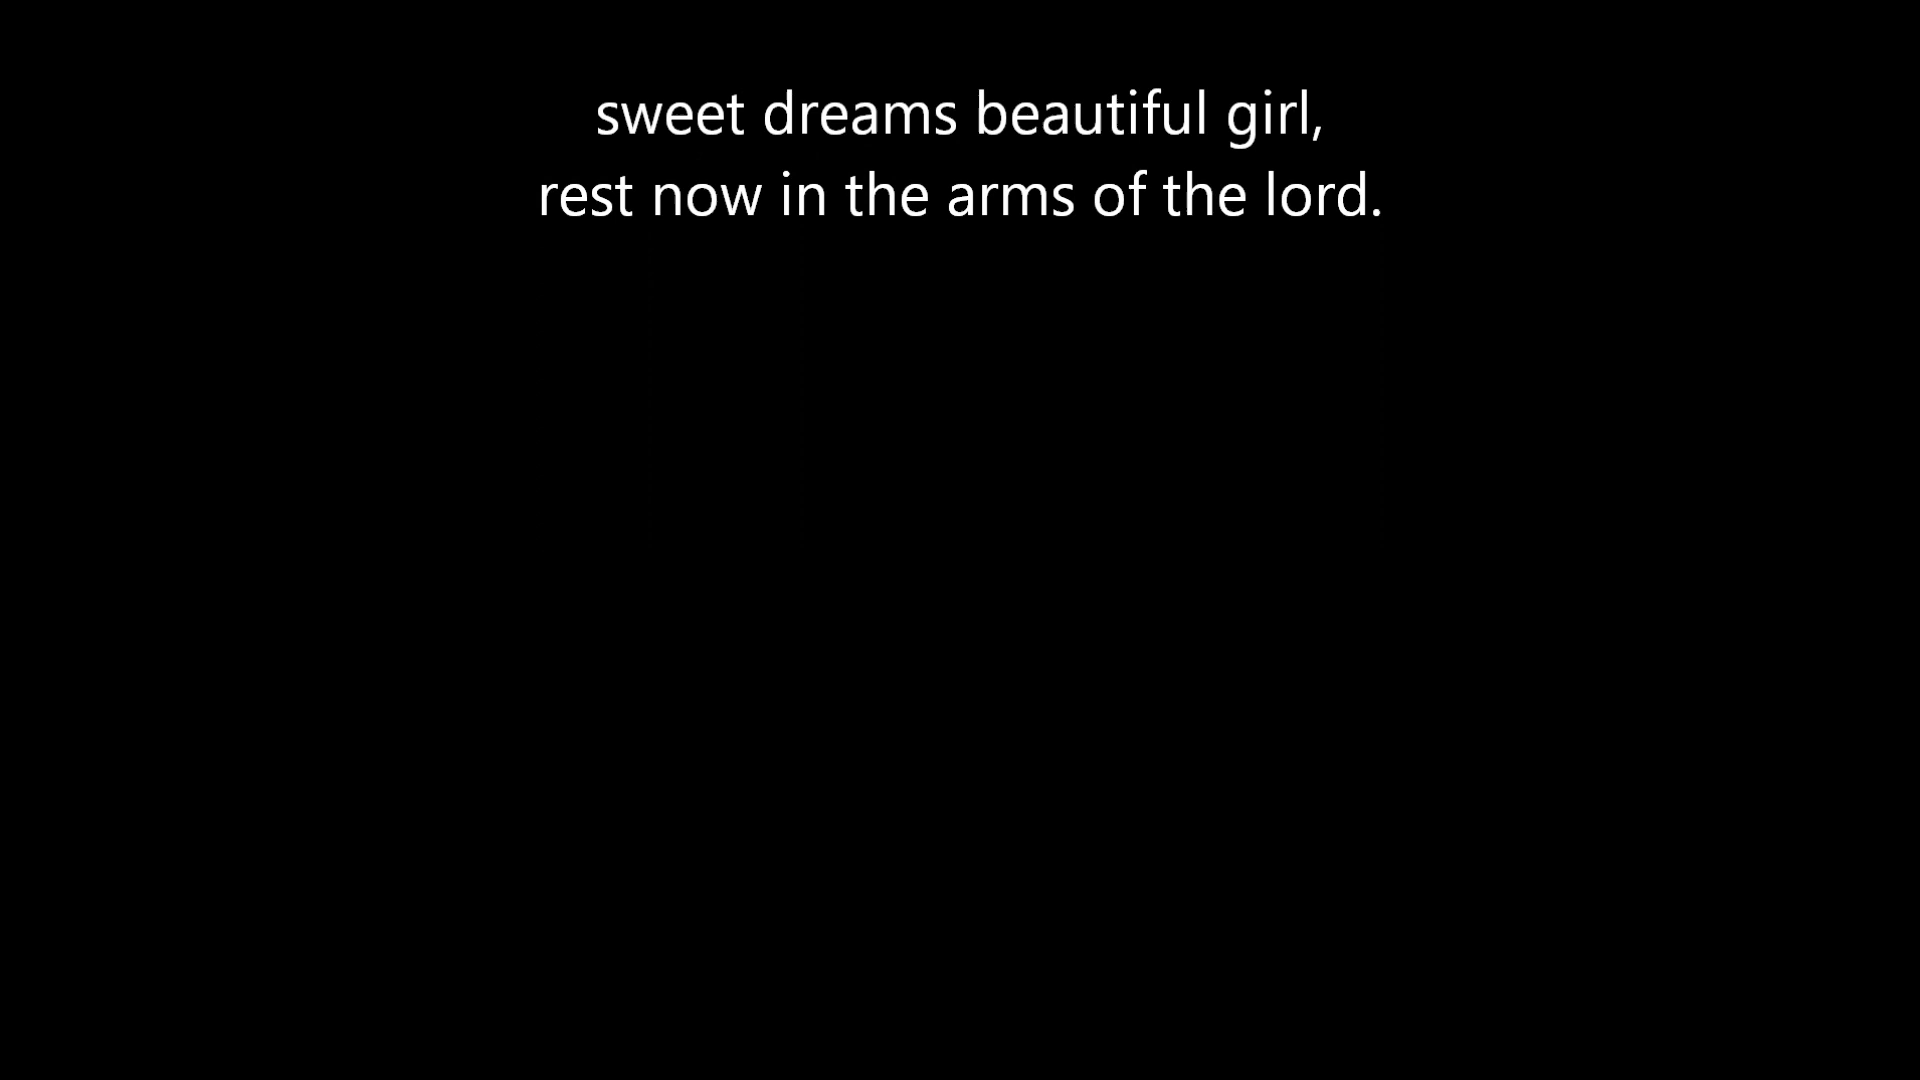 sweet dreams beautiful girl,
rest now in the arms of the lord.